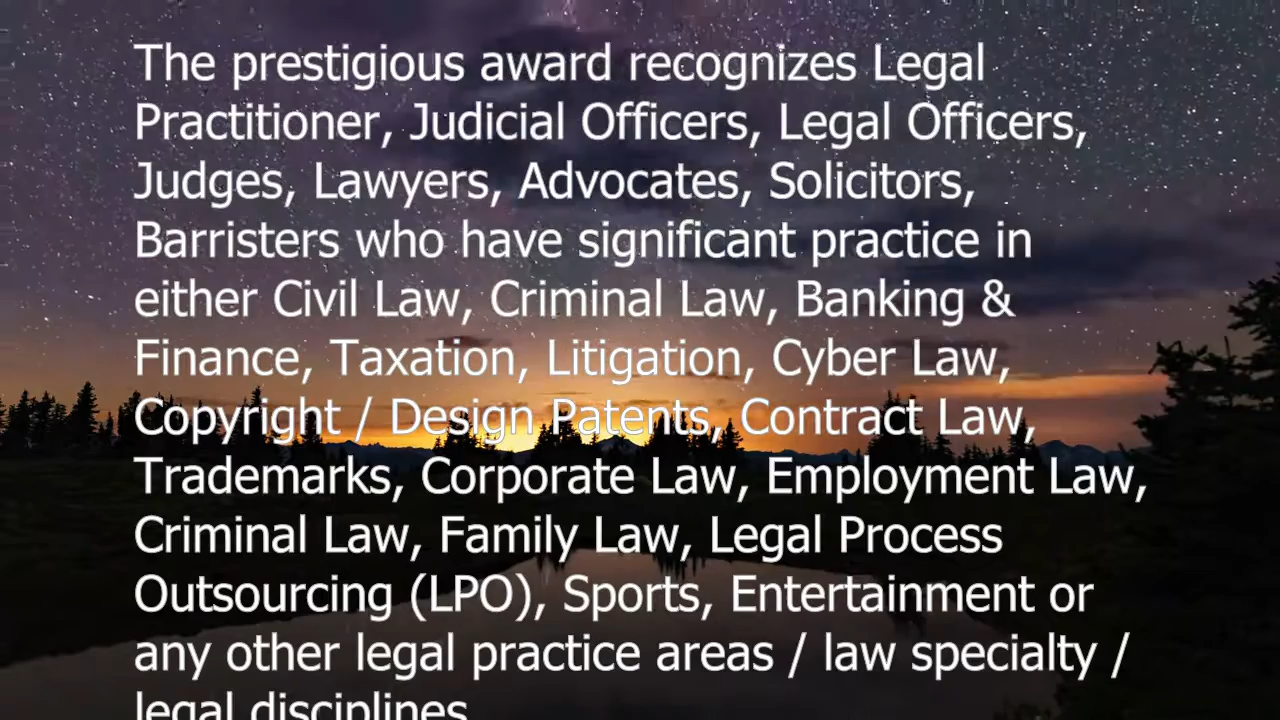 The prestigious award recognizes Legal
Practitioner, Judicial Officers, Legal Officers,
Judges, Lawyers, Advocates, Solicitors,
Barristers who have significant practice in
either Civil Law, Criminal Law, Banking &
Finance, Taxation, Litigation, Cyber Law,
Copyright / Design Patents, Contract Law,
Trademarks, Corporate Law, Employment Law,
Criminal Law, Family Law, Legal Process
Outsourcing (LPO), Sports, Entertainment or
any other legal practice areas / law specialty /
legal disciplines